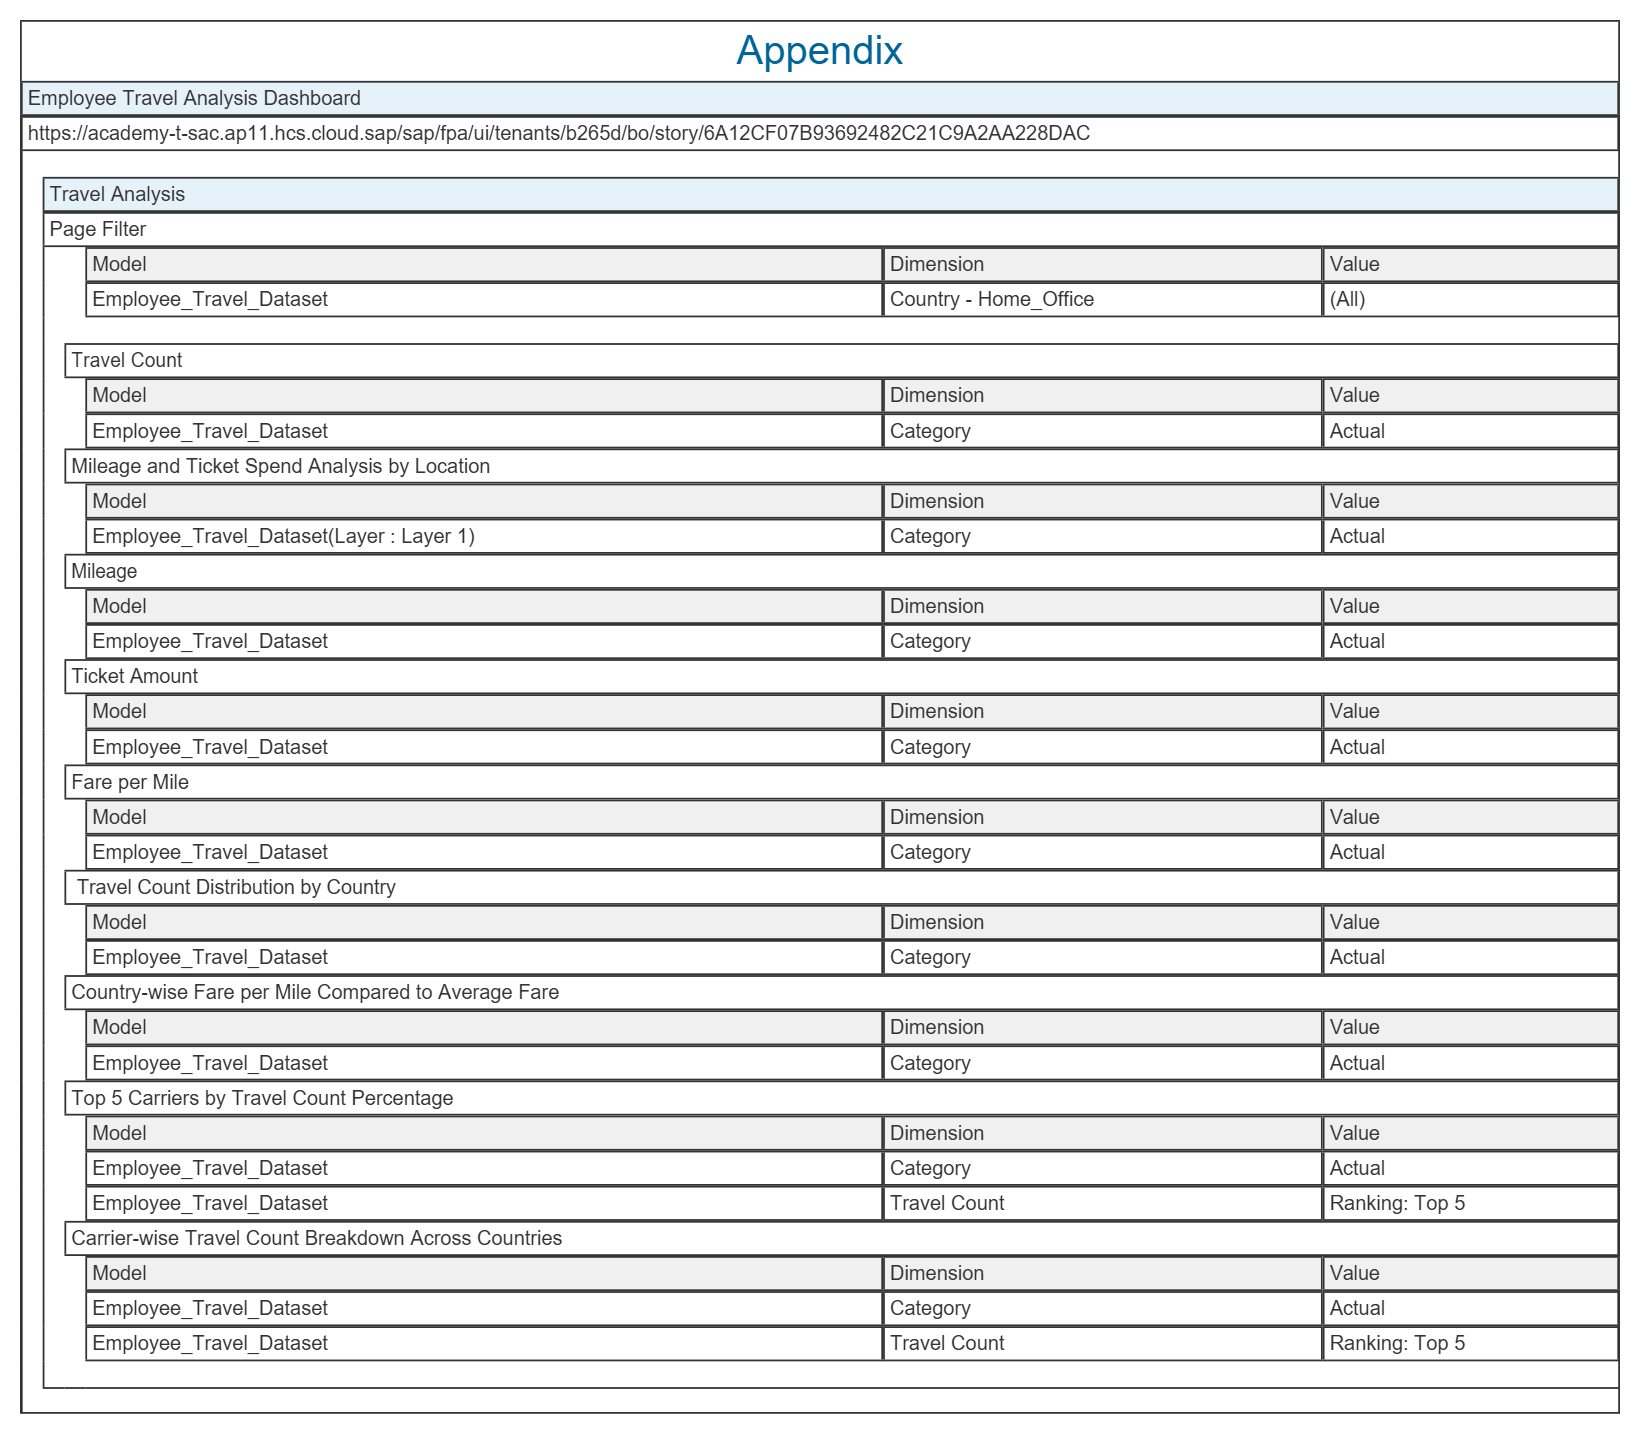 Appendix
Employee Travel Analysis Dashboard
https://academy-t-sac.ap11.hcs.cloud.sap/sap/fpa/ui/tenants/b265d/bo/story/6A12CF07B93692482C21C9A2AA228DAC
Travel Analysis
Page Filter
Model Dimension Value
Employee_Travel_Dataset Country - Home_Office (All)
Travel Count
Model Dimension Value
Employee_Travel_Dataset Category Actual
Mileage and Ticket Spend Analysis by Location
Model Dimension Value
Employee_Travel_Dataset(Layer : Layer 1) Category Actual
Mileage
Model Dimension Value
Employee_Travel_Dataset Category Actual
Ticket Amount
Model Dimension Value
Employee_Travel_Dataset Category Actual
Fare per Mile
Model Dimension Value
Employee_Travel_Dataset Category Actual
Travel Count Distribution by Country
Model Dimension Value
Employee_Travel_Dataset Category Actual
Country-wise Fare per Mile Compared to Average Fare
Model Dimension Value
Employee_Travel_Dataset Category Actual
Top 5 Carriers by Travel Count Percentage
Model Dimension Value
Employee_Travel_Dataset Category Actual
Employee_Travel_Dataset Travel Count Ranking: Top 5
Carrier-wise Travel Count Breakdown Across Countries
Model Dimension Value
Employee_Travel_Dataset Category Actual
Employee_Travel_Dataset Travel Count Ranking: Top 5